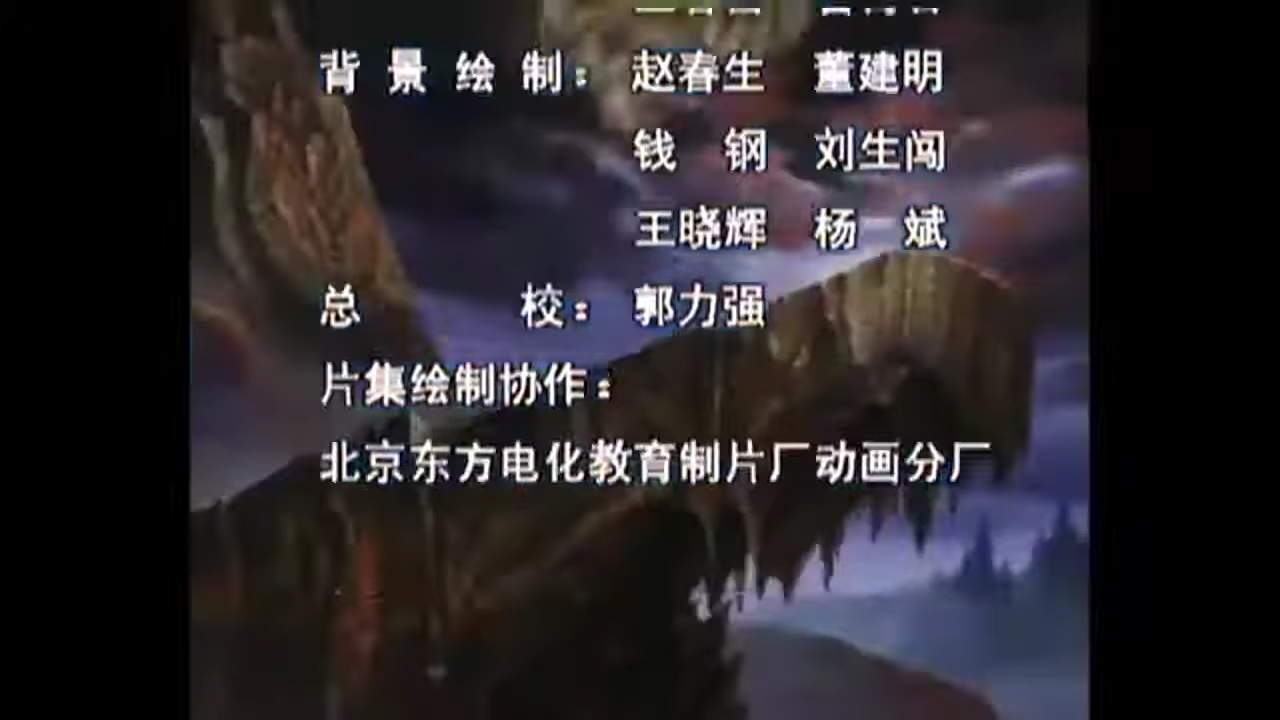 背景绘制：赵春生 董建明
钱 钢 刘生闯
王晓辉 杨 斌
总 校：郭力强
片集绘制协作：
北京东方电化教育制片厂动画分厂